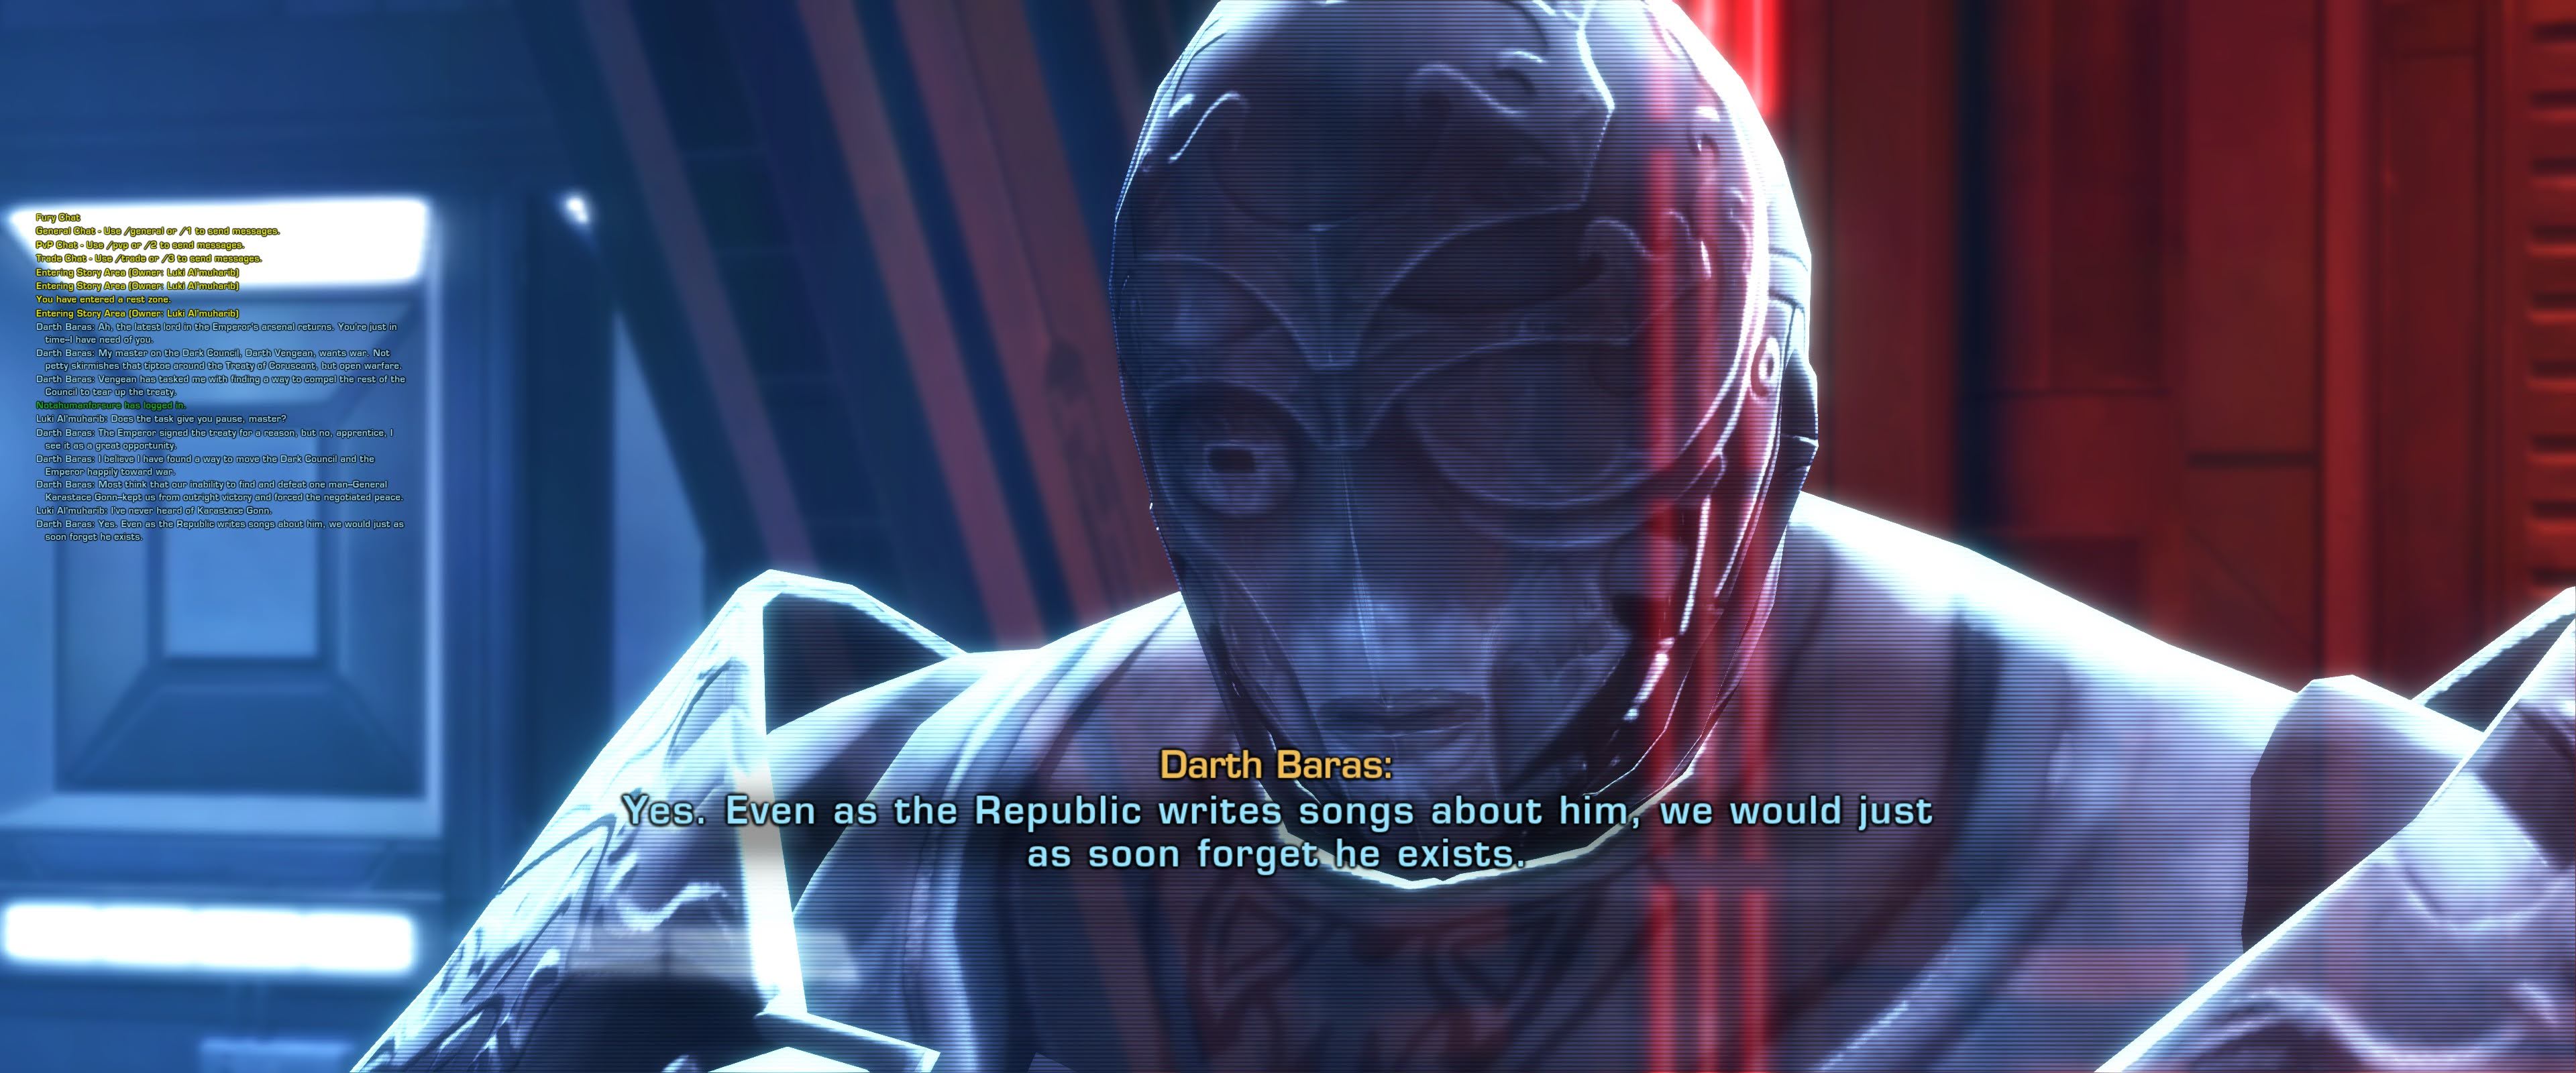 Fury Chat
General Chat - Use /general or /1 to send messages.
PvP Chat - Use /pvp or /2 to send messages.
Trade Chat - Use /trade or /3 to send messages.
Entering Story Area (Owner: Luki Al'muharib)
Entering Story Area (Owner: Luki Al'muharib)
You have entered a rest zone.
Entering Story Area (Owner: Luki Al'muharib)
Darth Baras: Ah, the latest lord in the Emperor's arsenal returns. You're just in
time–I have need of you.
Darth Baras: My master on the Dark Council, Darth Vengean, wants war. Not
petty skirmishes that tiptoe around the Treaty of Coruscant, but open warfare.
Darth Baras: Vengean has tasked me with finding a way to compel the rest of the
Council to tear up the treaty.
Notahumanforsure has logged in.
Luki Al'muharib: Does the task give you pause, master?
Darth Baras: The Emperor signed the treaty for a reason, but no, apprentice, I
see it as a great opportunity.
Darth Baras: I believe I have found a way to move the Dark Council and the
Emperor happily toward war.
Darth Baras: Most think that our inability to find and defeat one man–General
Karastace Gonn–kept us from outright victory and forced the negotiated peace.
Luki Al'muharib: I've never heard of Karastace Gonn.
Darth Baras: Yes. Even as the Republic writes songs about him, we would just as
soon forget he exists.
Darth Baras:
Yes. Even as the Republic writes songs about him, we would just
as soon forget he exists.